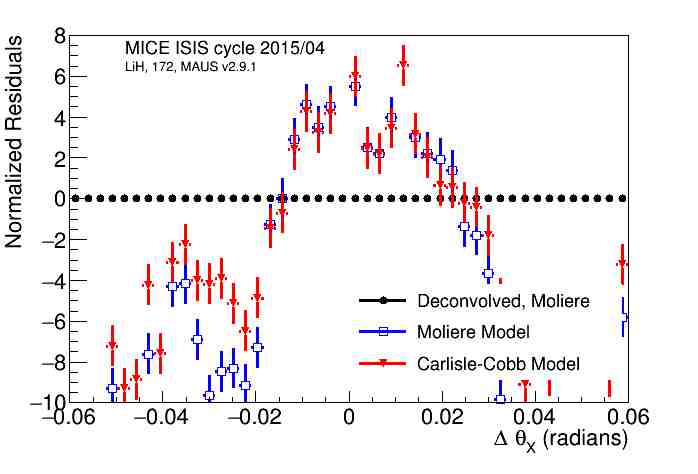 MICE ISIS cycle 2015/04
LiH, 172, MAUS v2.9.1
Normalized Residuals
8
6
4
2
0
−2
−4
−6
−8
−10
Deconvolved, Moliere
Moliere Model
Carlisle-Cobb Model
−0.06 −0.04 −0.02 0 0.02 0.04 0.06
Δ θX (radians)